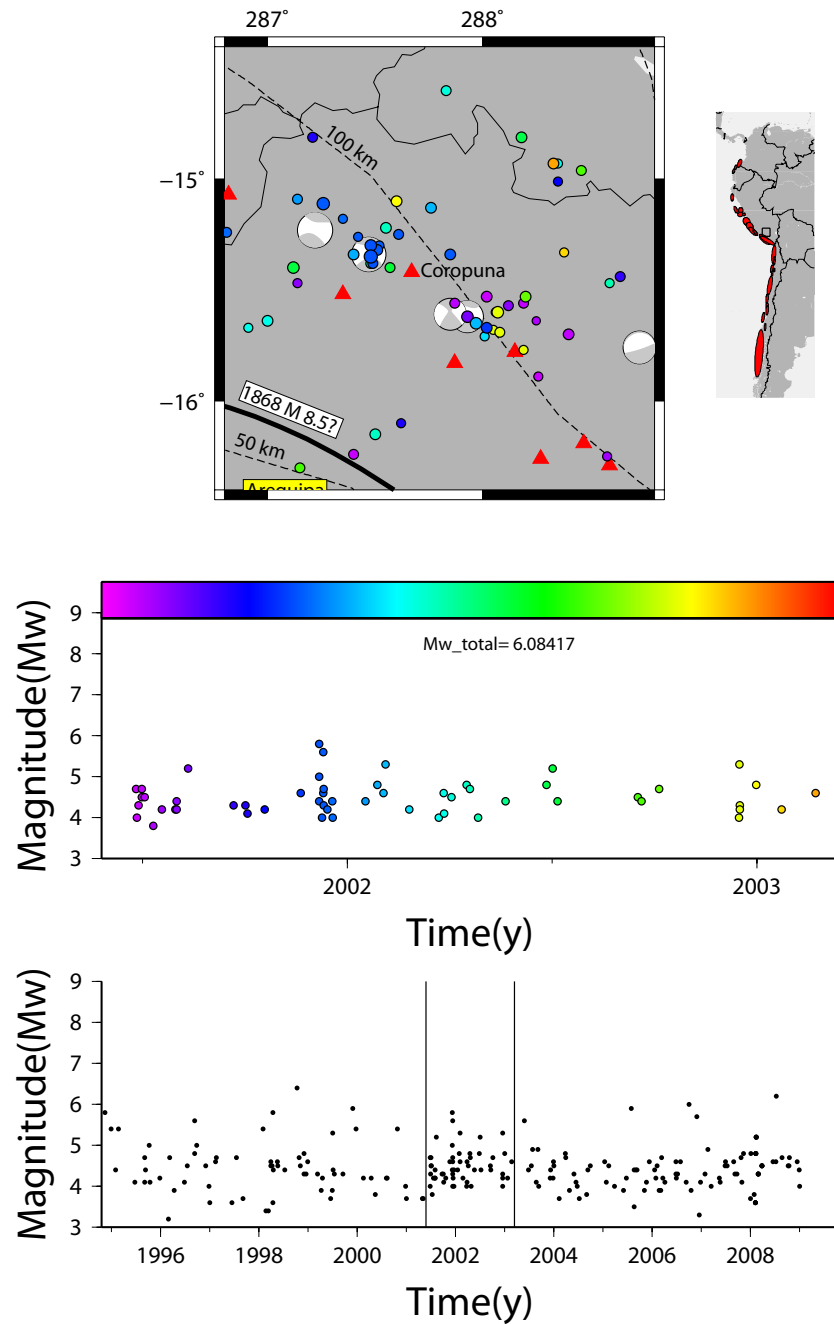 287° 288°
100 km
−15°
Coropuna
−16°
1868 M 8.5?
50 km
Arequipa
Magnitude(Mw)
9
8
7
6
5
4
3
Mw_total= 6.08417
2002 2003
Time(y)
Magnitude(Mw)
9
8
7
6
5
4
3
1996 1998 2000 2002 2004 2006 2008
Time(y)